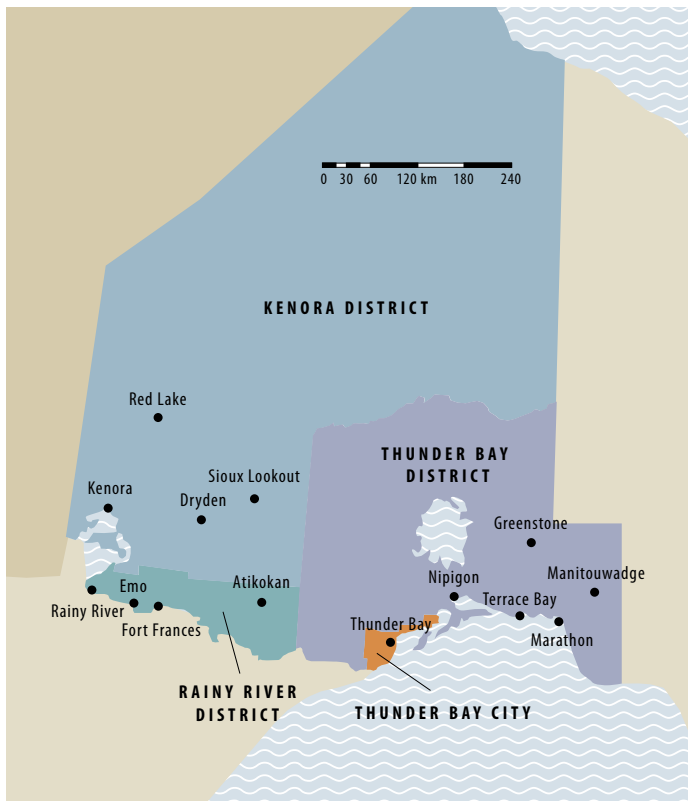 0 30 60 120 km 180 240
KENORA DISTRICT
Red Lake
THUNDER BAY
DISTRICT
Sioux Lookout
Kenora
Dryden
Greenstone
Manitouwadge
Nipigon
Emo
Atikokan
Terrace Bay
Rainy River
Fort Frances
Thunder Bay
Marathon
RAINY RIVER
DISTRICT
THUNDER BAY CITY